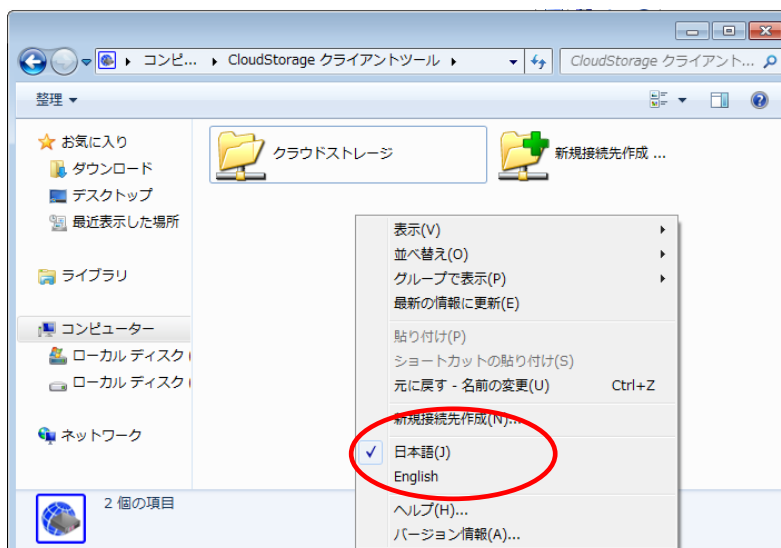 コンピ... ▸ CloudStorage クライアントツール ▸
CloudStorage クライアント...
整理
お気に入り
ダウンロード
デスクトップ
最近表示した場所
ライブラリ
コンピューター
ローカル ディスク (
ローカル ディスク (
ネットワーク
クラウドストレージ
新規接続先作成 ...
表示(V)
並べ替え(O)
グループで表示(P)
最新の情報に更新(E)
貼り付け(P)
ショートカットの貼り付け(S)
元に戻す - 名前の変更(U) Ctrl+Z
新規接続先作成(N)...
日本語(J)
English
ヘルプ(H)...
バージョン情報(A)...
2 個の項目